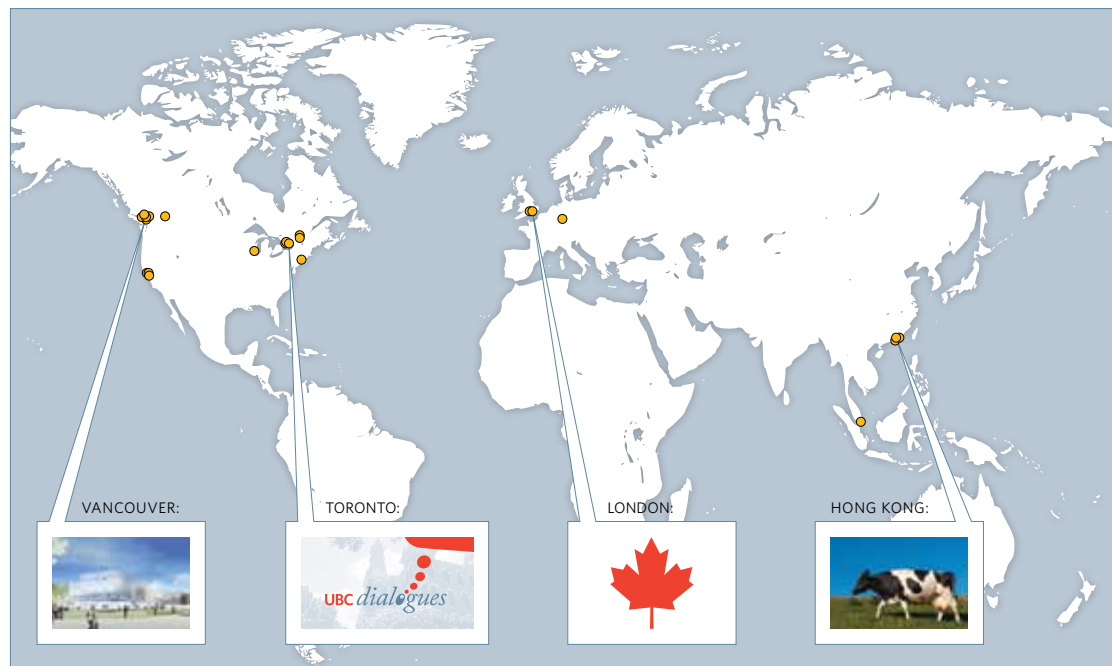 VANCOUVER:
TORONTO:
LONDON:
HONG KONG:
UBC dialogues